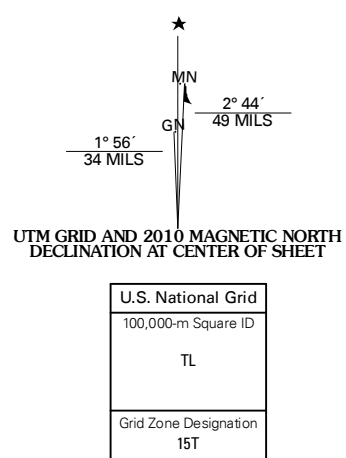 ★
MN
2° 44´
49 MILS
GN
1° 56´
34 MILS
UTM GRID AND 2010 MAGNETIC NORTH
DECLINATION AT CENTER OF SHEET
U.S. National Grid
100,000-m Square ID
TL
Grid Zone Designation
15T